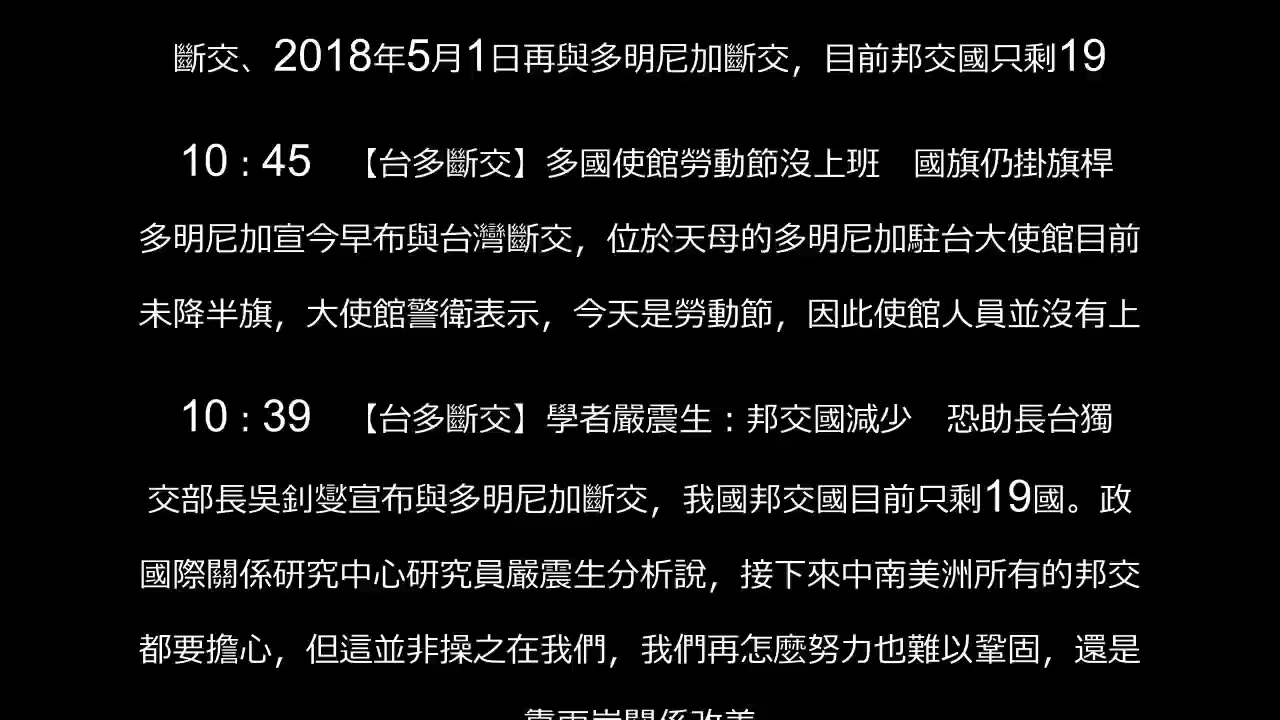 斷交、2018年5月1日再與多明尼加斷交，目前邦交國只剩19
10：45　【台多斷交】多國使館勞動節沒上班　國旗仍掛旗桿
多明尼加宣今早布與台灣斷交，位於天母的多明尼加駐台大使館目前
未降半旗，大使館警衛表示，今天是勞動節，因此使館人員並沒有上
10：39　【台多斷交】學者嚴震生：邦交國減少　恐助長台獨
交部長吳釗燮宣布與多明尼加斷交，我國邦交國目前只剩19國。政
國際關係研究中心研究員嚴震生分析說，接下來中南美洲所有的邦交
都要擔心，但這並非操之在我們，我們再怎麼努力也難以鞏固，還是
靠兩岸關係改善